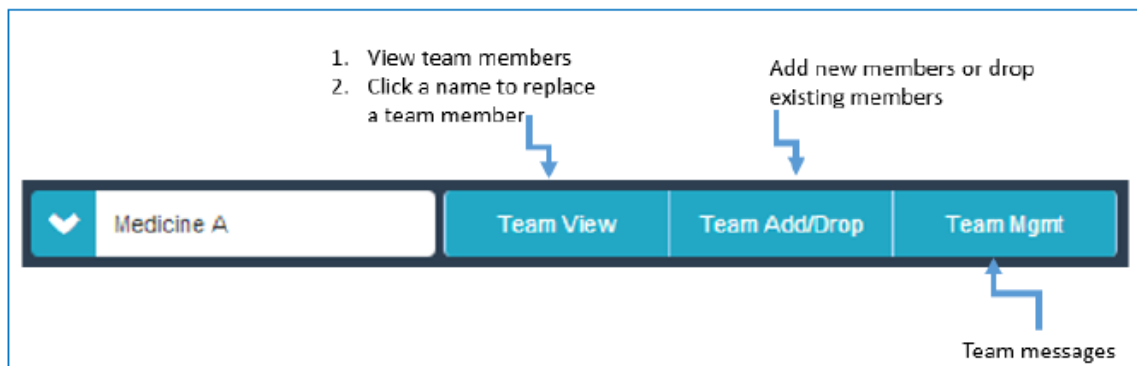 1. View team members
2. Click a name to replace
a team member
Add new members or drop
existing members
Medicine A
Team View
Team Add/Drop
Team Mgmt
Team messages